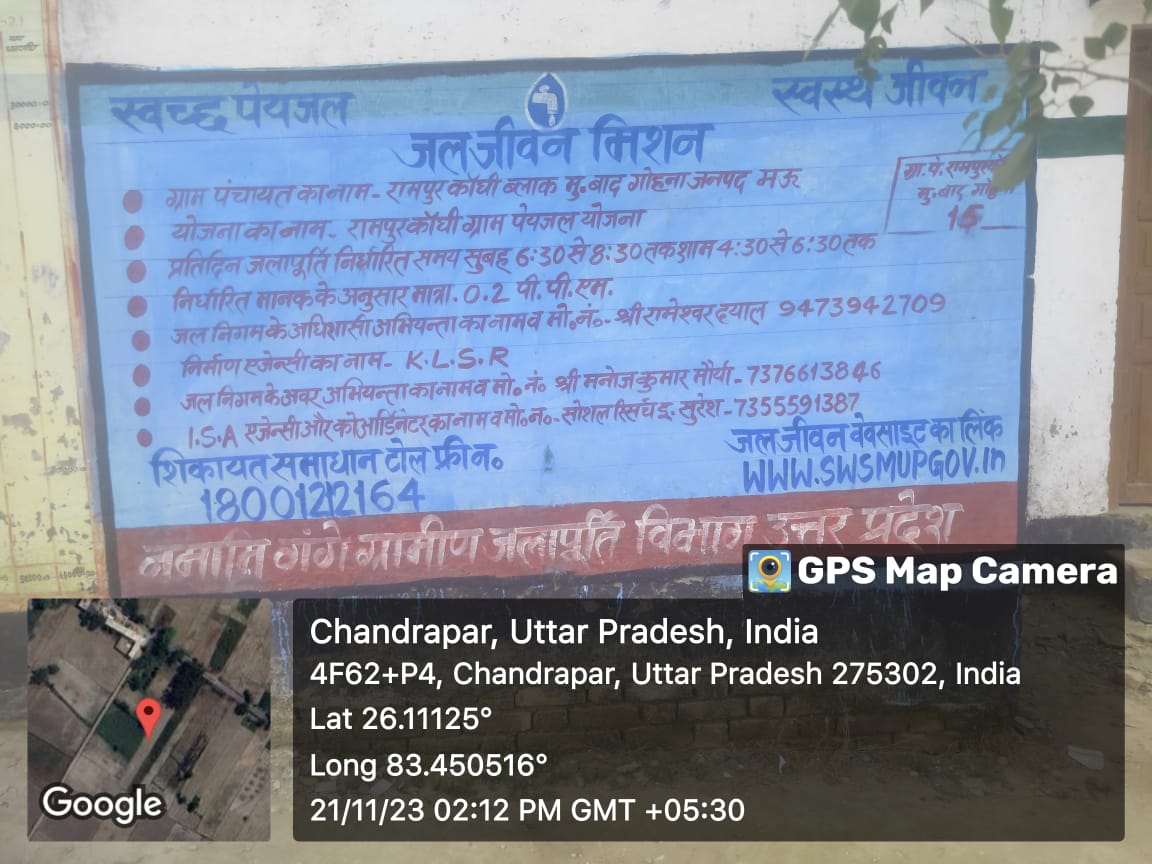 स्वच्छ पेयजल
स्वस्थ जीवन
जल जीवन मिशन
ग्रा. पं. रामपुर
मु. बाद गोह
16
ग्राम पंचायत का नाम- रामपुर काँधी ब्लाक मु. बाद गोहना जनपद मऊ
योजना का नाम- रामपुर काँधी ग्राम पेयजल योजना
प्रतिदिन जलापूर्ति निर्धारित समय सुबह 6:30 से 8:30 तक शाम 4:30 से 6:30 तक
निर्धारित मानक के अनुसार मात्रा. 0.2 पी. पी. एम.
जल निगम के अधिशासी अभियन्ता का नाम व मो॰ नं॰- श्री रामेश्वर दयाल 9473942709
निर्माण एजेन्सी का नाम- K.L.S.R
जल निगम के अवर अभियन्ता का नाम व मो॰ नं॰ श्री मनोज कुमार मौर्या- 7376613846
I.S.A एजेन्सी और कोआर्डिनेटर का नाम व मो॰ नं॰- सोशल रिसर्च इ. सुरेश- 7355591387
शिकायत समाधान टोल फ्री नं॰
18001212164
जल जीवन वेवसाइट का लिंक
WWW.SWSMUPGOV.in
नमामि गंगे ग्रामीण जलापूर्ति विभाग उत्तर प्रदेश
GPS Map Camera
Chandrapar, Uttar Pradesh, India
4F62+P4, Chandrapar, Uttar Pradesh 275302, India
Lat 26.11125°
Long 83.450516°
21/11/23 02:12 PM GMT +05:30
Google